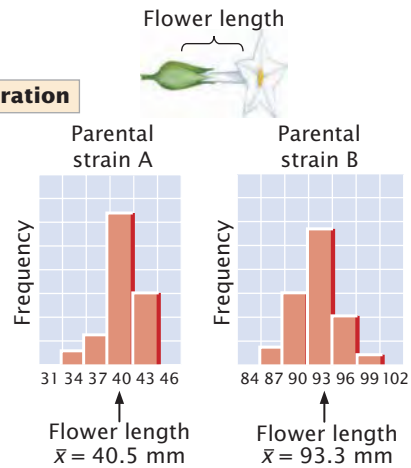 Flower length
ration
Parental
strain A
Parental
strain B
Frequency
Frequency
31 34 37 40 43 46
84 87 90 93 96 99 102
Flower length
x̄ = 40.5 mm
Flower length
x̄ = 93.3 mm